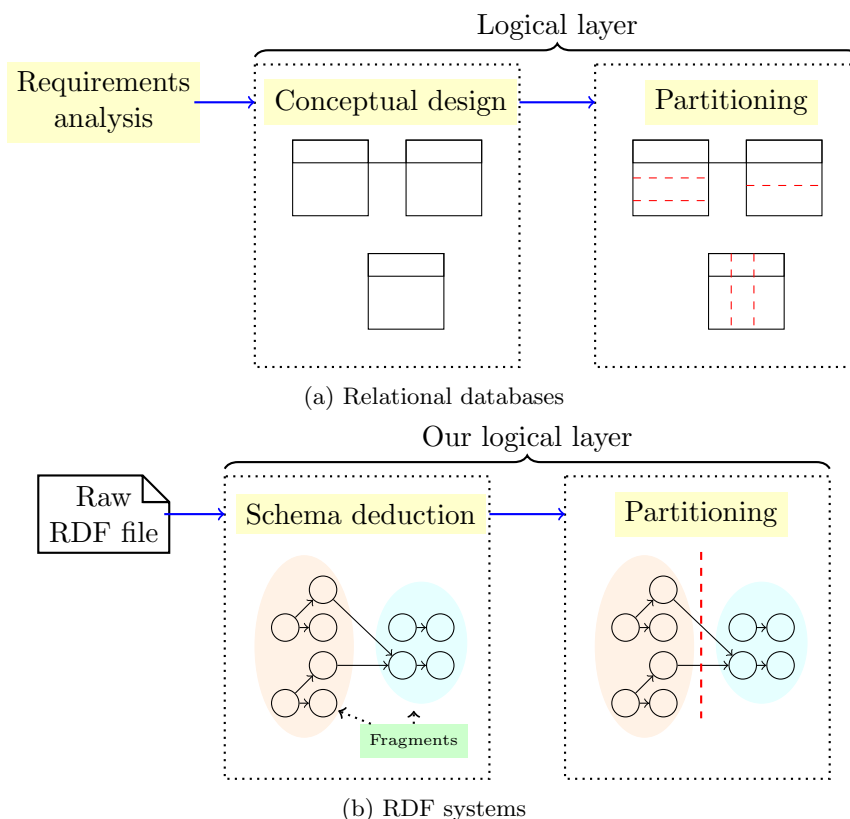 Logical layer
Requirements
analysis
Conceptual design
Partitioning
(a) Relational databases
Our logical layer
Raw
RDF file
Schema deduction
Partitioning
Fragments
(b) RDF systems